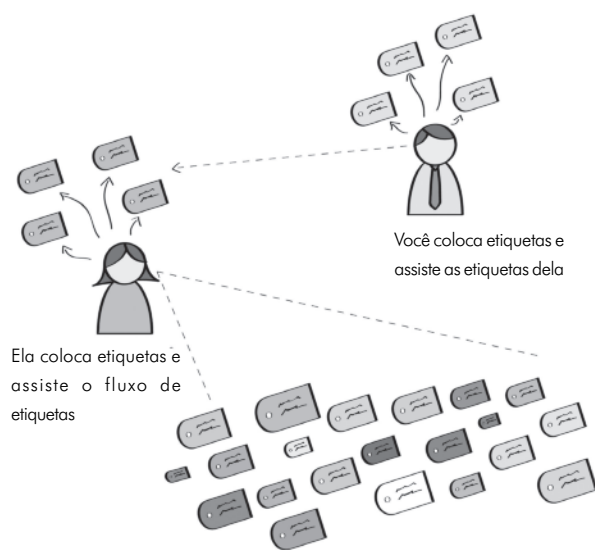 Você coloca etiquetas e
assiste as etiquetas dela
Ela coloca etiquetas e
assiste o fluxo de
etiquetas